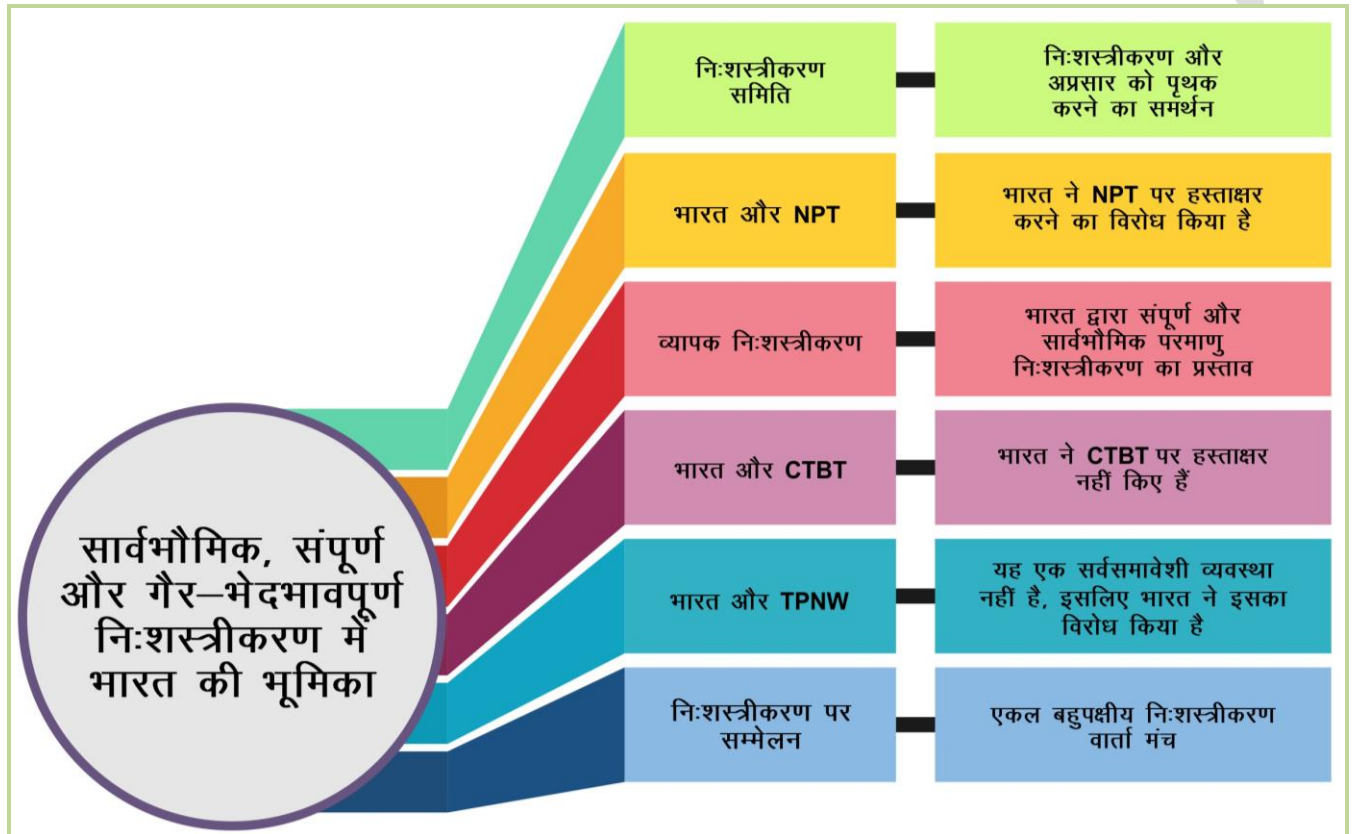 सार्वभौमिक, संपूर्ण
और गैर–भेदभावपूर्ण
निःशस्त्रीकरण में
भारत की भूमिका
निःशस्त्रीकरण
समिति
निःशस्त्रीकरण और
अप्रसार को पृथक
करने का समर्थन
भारत और NPT
भारत ने NPT पर हस्ताक्षर
करने का विरोध किया है
व्यापक निःशस्त्रीकरण
भारत द्वारा संपूर्ण और
सार्वभौमिक परमाणु
निःशस्त्रीकरण का प्रस्ताव
भारत और CTBT
भारत ने CTBT पर हस्ताक्षर
नहीं किए हैं
भारत और TPNW
यह एक सर्वसमावेशी व्यवस्था
नहीं है, इसलिए भारत ने इसका
विरोध किया है
निःशस्त्रीकरण पर
सम्मेलन
एकल बहुपक्षीय निःशस्त्रीकरण
वार्ता मंच